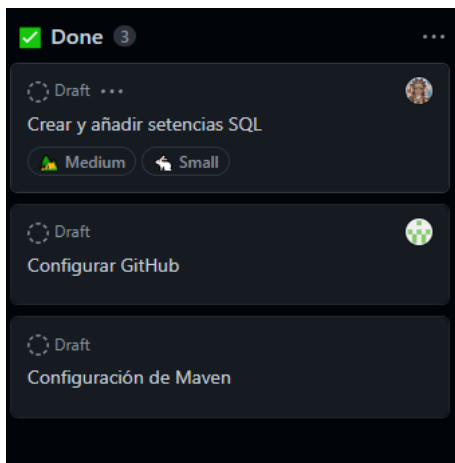 Done 3
Draft
Crear y añadir setencias SQL
Medium Small
Draft
Configurar GitHub
Draft
Configuración de Maven